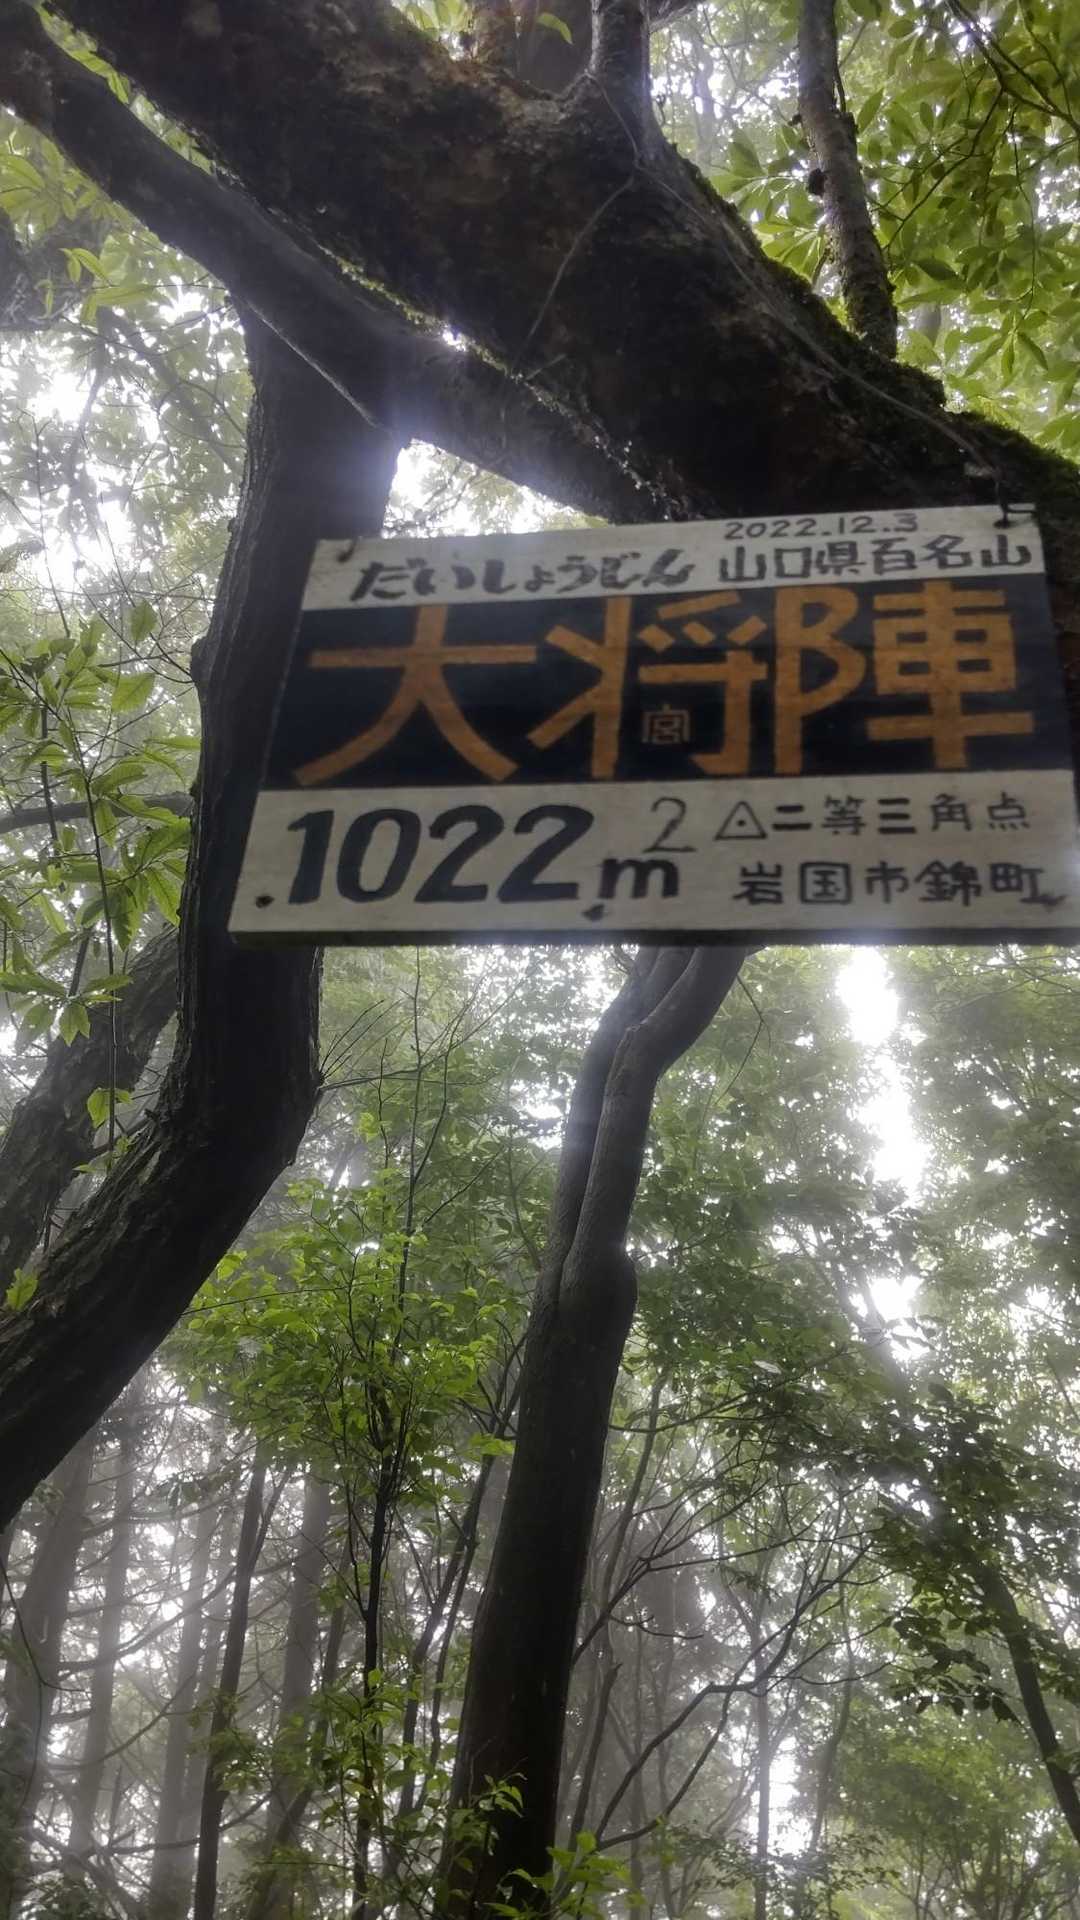 2022.12.3
だいしょうじん 山口県百名山
大将陣
宮
1022m 2 △二等三角点
岩国市錦町